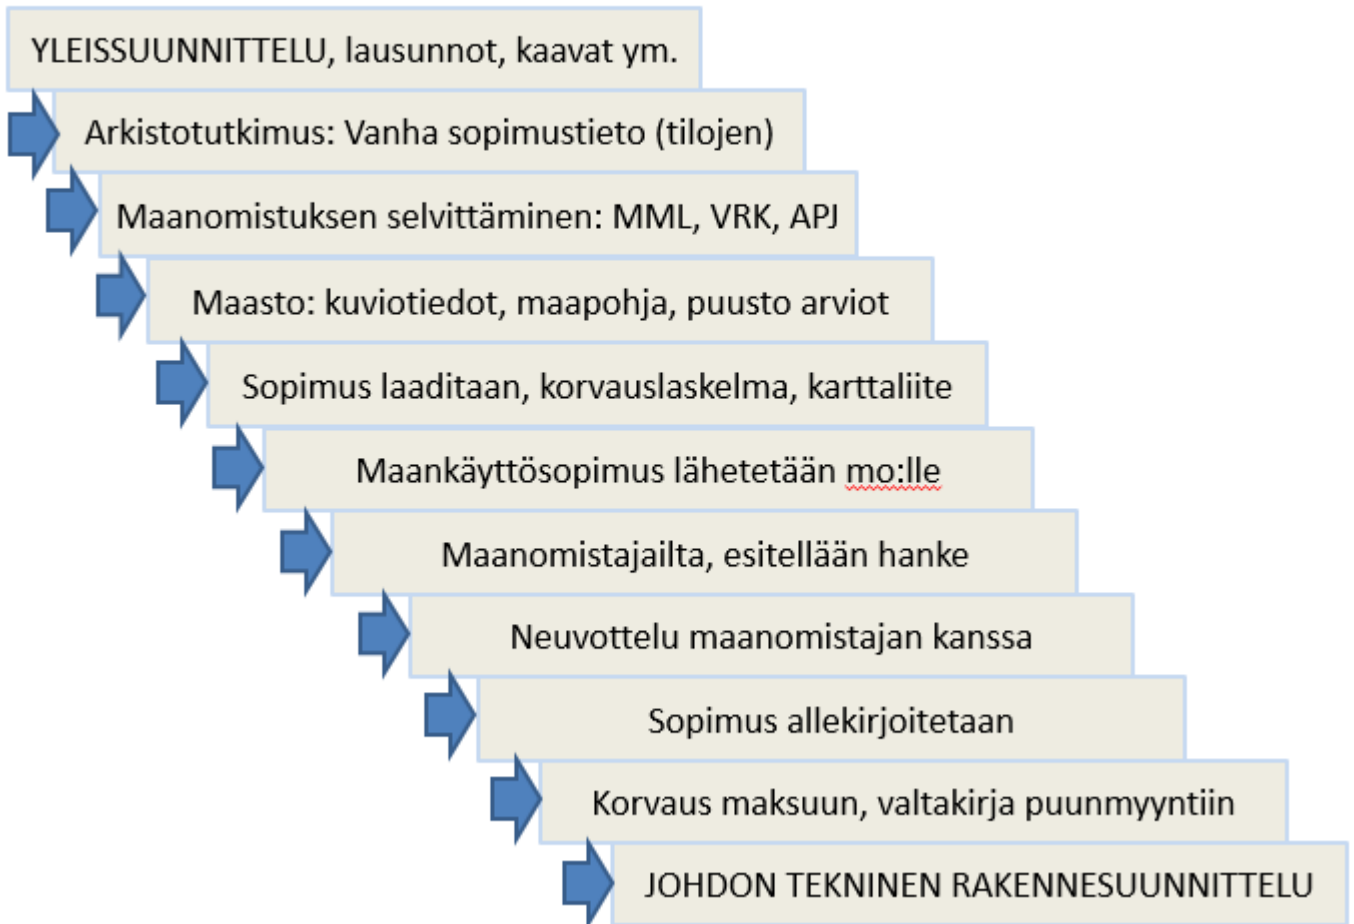 YLEISSUUNNITTELU, lausunnot, kaavat ym.
Arkistotutkimus: Vanha sopimustieto (tilojen)
Maanomistuksen selvittäminen: MML, VRK, APJ
Maasto: kuviotiedot, maapohja, puusto arviot
Sopimus laaditaan, korvauslaskelma, karttaliite
Maankäyttösopimus lähetetään mo:lle
Maanomistajailta, esitellään hanke
Neuvottelu maanomistajan kanssa
Sopimus allekirjoitetaan
Korvaus maksuun, valtakirja puunmyyntiin
JOHDON TEKNINEN RAKENNESUUNNITTELU